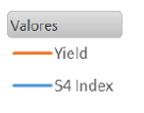 Valores
Yield
S4 Index